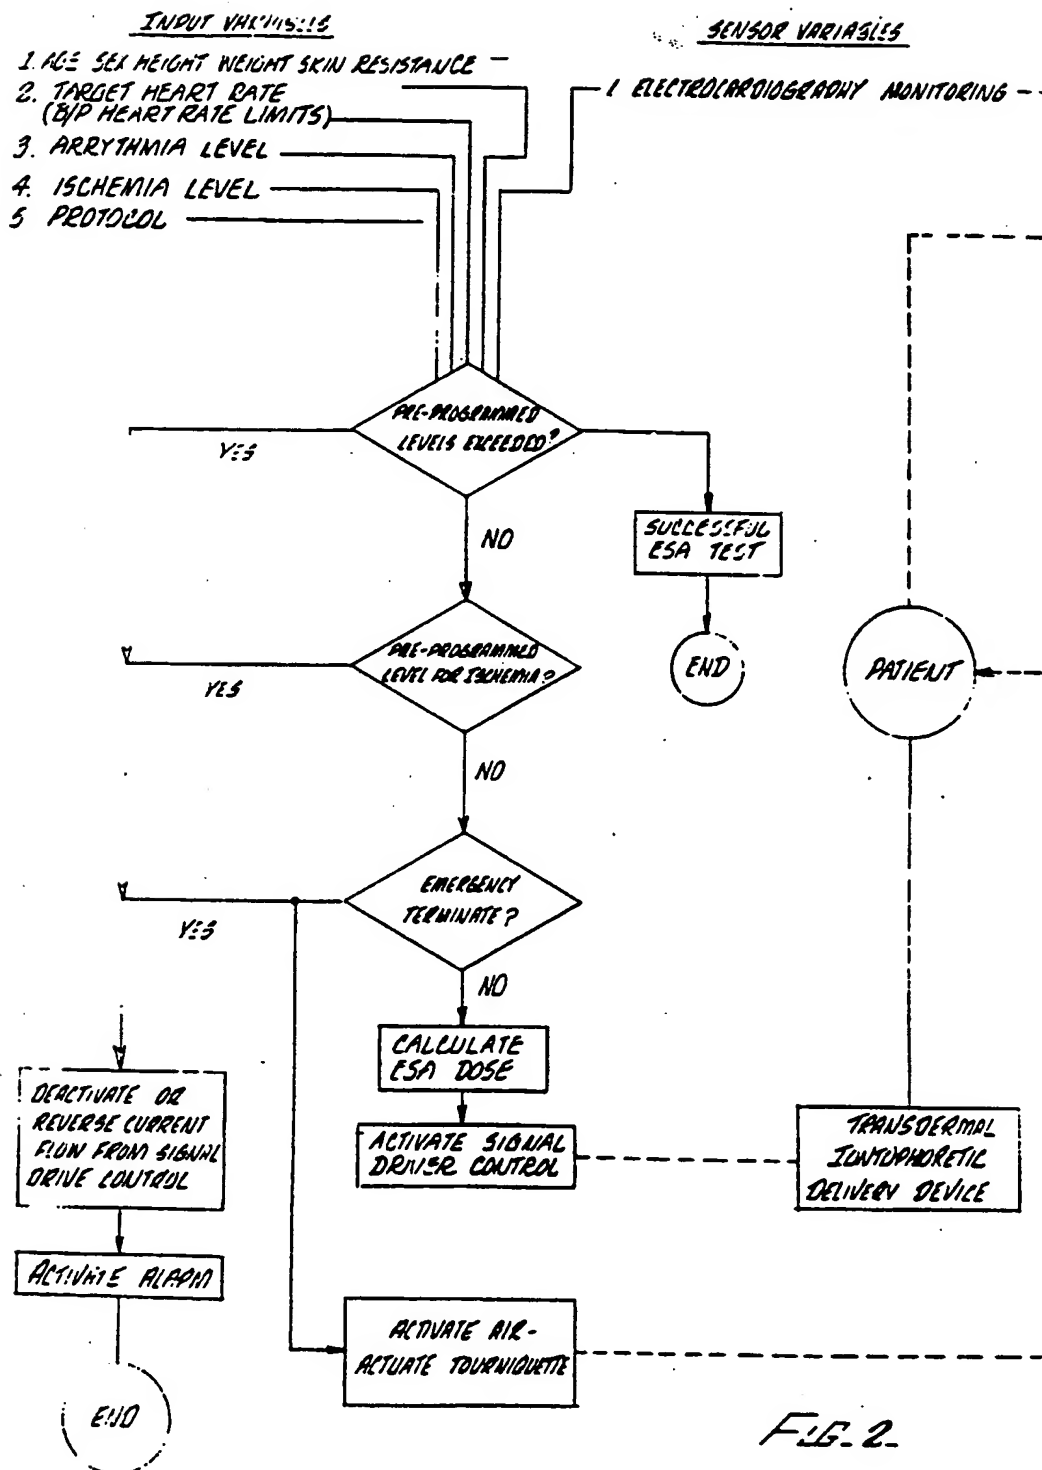 INPUT VARIABLES
SENSOR VARIABLES
1. AGE SEX HEIGHT WEIGHT SKIN RESISTANCE
2. TARGET HEART RATE
(B/P HEART RATE LIMITS)
3. ARRYTHMIA LEVEL
4. ISCHEMIA LEVEL
5 PROTOCOL
1 ELECTROCARDIOGRAPHY MONITORING
PRE-PROGRAMMED
LEVELS EXCEEDED?
YES
NO
SUCCESSFUL
ESA TEST
END
PRE-PROGRAMMED
LEVEL FOR ISCHEMIA?
YES
NO
PATIENT
EMERGENCY
TERMINATE?
YES
NO
CALCULATE
ESA DOSE
ACTIVATE SIGNAL
DRIVER CONTROL
TRANSDERMAL
IONTOPHORETIC
DELIVERY DEVICE
DEACTIVATE OR
REVERSE CURRENT
FLOW FROM SIGNAL
DRIVE CONTROL
ACTIVATE ALARM
END
ACTIVATE AIR-
ACTUATE TOURNIQUETTE
FIG. 2.